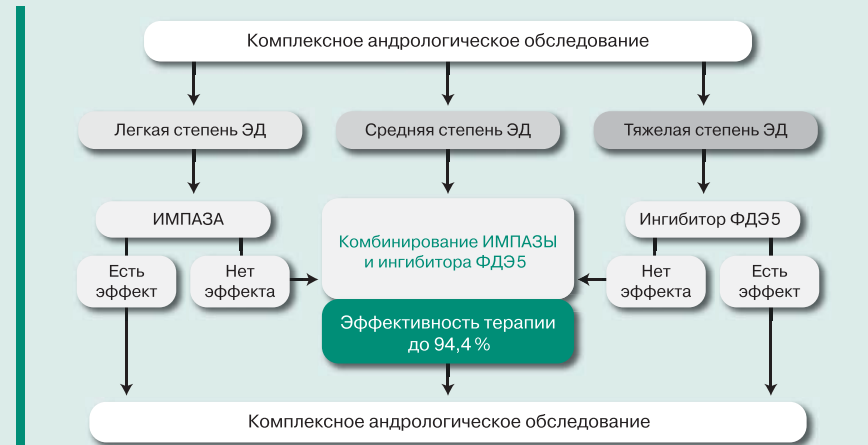 Комплексное андрологическое обследование
Легкая степень ЭД
Средняя степень ЭД
Тяжелая степень ЭД
ИМПАЗА
Комбинирование ИМПАЗЫ
и ингибитора ФДЭ5
Ингибитор ФДЭ5
Есть
эффект
Нет
эффекта
Нет
эффекта
Есть
эффект
Эффективность терапии
до 94,4 %
Комплексное андрологическое обследование